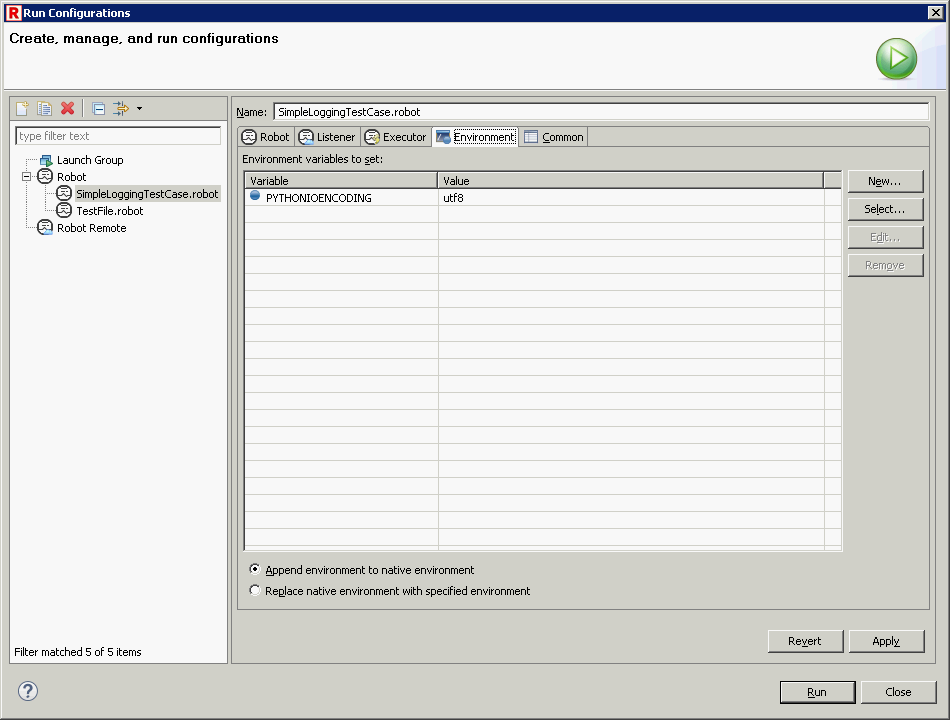 R Run Configurations
Create, manage, and run configurations
type filter text
Launch Group
Robot
SimpleLoggingTestCase.robot
TestFile.robot
Robot Remote
Filter matched 5 of 5 items
Name: SimpleLoggingTestCase.robot
Robot Listener Executor Environment Common
Environment variables to set:
Variable Value
PYTHONIOENCODING utf8
New...
Select...
Edit...
Remove
Append environment to native environment
Replace native environment with specified environment
Revert Apply
? Run Close